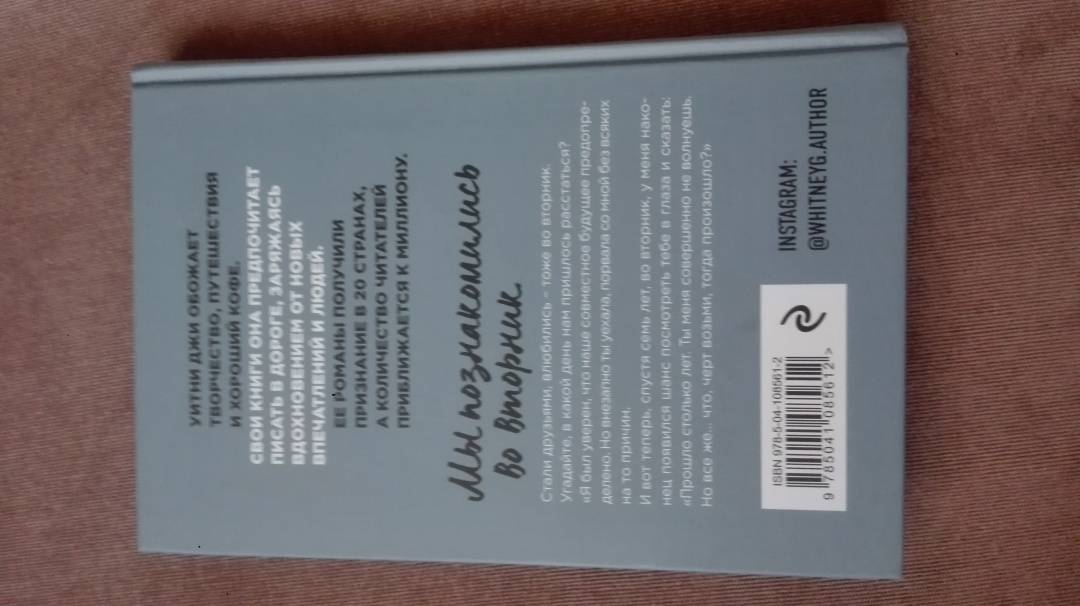 УИТНИ ДЖИ ОБОЖАЕТ
ТВОРЧЕСТВО, ПУТЕШЕСТВИЯ
И ХОРОШИЙ КОФЕ.
СВОИ КНИГИ ОНА ПРЕДПОЧИТАЕТ
ПИСАТЬ В ДОРОГЕ, ЗАРЯЖАЯСЬ
ВДОХНОВЕНИЕМ ОТ НОВЫХ
ВПЕЧАТЛЕНИЙ И ЛЮДЕЙ.
ЕЕ РОМАНЫ ПОЛУЧИЛИ
ПРИЗНАНИЕ В 20 СТРАНАХ,
А КОЛИЧЕСТВО ЧИТАТЕЛЕЙ
ПРИБЛИЖАЕТСЯ К МИЛЛИОНУ.
Мы познакомились
во вторник
Стали друзьями, влюбились – тоже во вторник.
Угадайте, в какой день нам пришлось расстаться?
«Я был уверен, что наше совместное будущее предопре-
делено. Но внезапно ты уехала, порвала со мной без всяких
на то причин.
И вот теперь, спустя семь лет, во вторник, у меня нако-
нец появился шанс посмотреть тебе в глаза и сказать:
«Прошло столько лет. Ты меня совершенно не волнуешь.
Но все же... что, черт возьми, тогда произошло?»
ISBN 978-5-04-108561-2
9 785041 085612 >
INSTAGRAM:
@WHITNEYG.AUTHOR